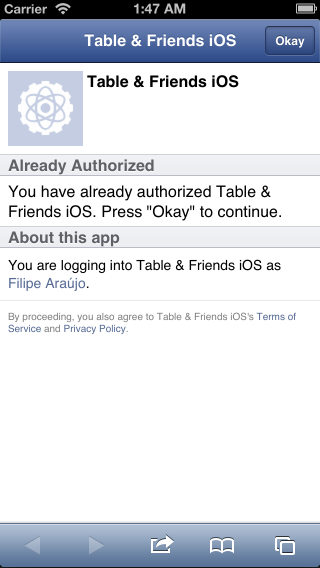 Carrier 1:47 AM
Table & Friends iOS Okay
Table & Friends iOS
Already Authorized
You have already authorized Table &
Friends iOS. Press "Okay" to continue.
About this app
You are logging into Table & Friends iOS as
Filipe Araújo.
By proceeding, you also agree to Table & Friends iOS's Terms of
Service and Privacy Policy.